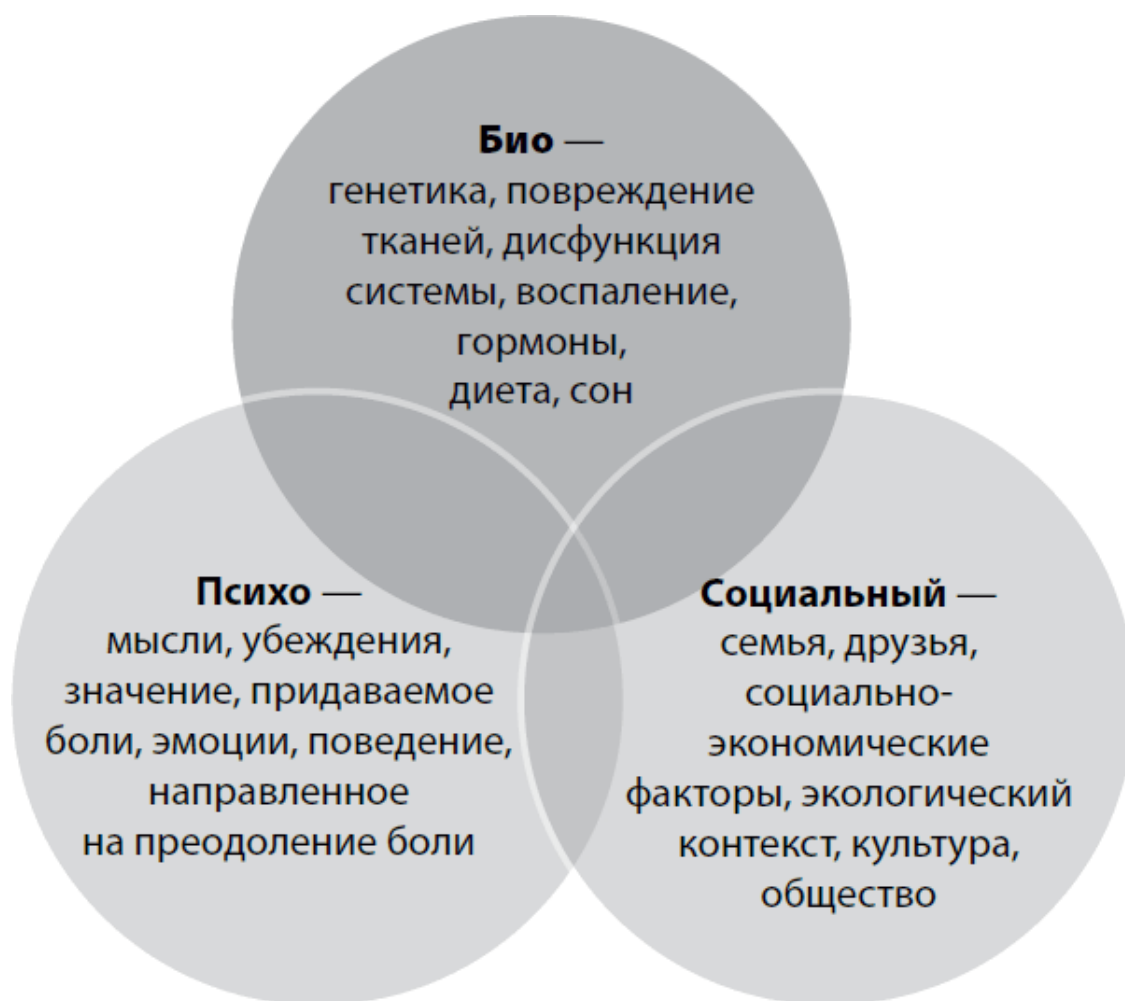 Био —
генетика, повреждение
тканей, дисфункция
системы, воспаление,
гормоны,
диета, сон
Психо —
мысли, убеждения,
значение, придаваемое
боли, эмоции, поведение,
направленное
на преодоление боли
Социальный —
семья, друзья,
социально-
экономические
факторы, экологический
контекст, культура,
общество